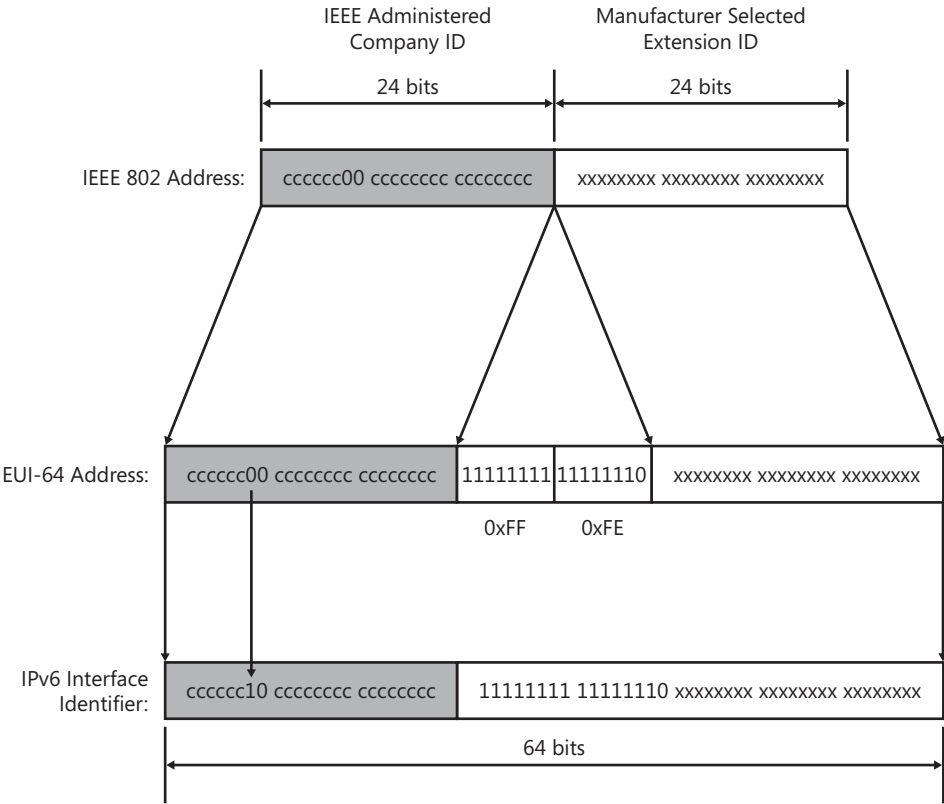 IEEE Administered
Company ID
Manufacturer Selected
Extension ID
24 bits
24 bits
IEEE 802 Address:
cccccc00 cccccccc cccccccc
xxxxxxxx xxxxxxxx xxxxxxxx
EUI-64 Address:
cccccc00 cccccccc cccccccc
11111111
11111110
xxxxxxxx xxxxxxxx xxxxxxxx
0xFF
0xFE
IPv6 Interface
Identifier:
cccccc10 cccccccc cccccccc
11111111 11111110 xxxxxxxx xxxxxxxx xxxxxxxx
64 bits